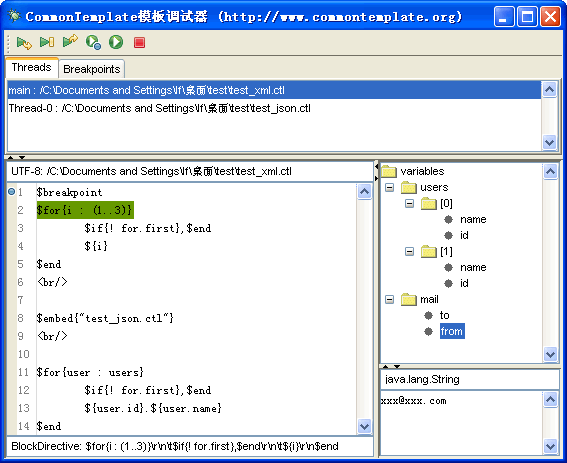 CommonTemplate模板调试器 (http://www.commontemplate.org)
Threads
Breakpoints
main : /C:\Documents and Settings\lf\桌面\test\test_xml.ctl
Thread-0 : /C:\Documents and Settings\lf\桌面\test\test_json.ctl
UTF-8: /C:\Documents and Settings\lf\桌面\test\test_xml.ctl
1 $breakpoint
2 $for{i : (1..3)}
3 $if{! for.first},$end
4 ${i}
5 $end
6 <br/>
7
8 $embed{"test_json.ctl"}
9 <br/>
10
11 $for{user : users}
12 $if{! for.first},$end
13 ${user.id}.${user.name}
14 $end
BlockDirective: $for{i : (1..3)}\r\n\t$if{! for.first},$end\r\n\t${i}\r\n$end
variables
users
[0]
name
id
[1]
name
id
mail
to
from
java.lang.String
xxx@xxx.com